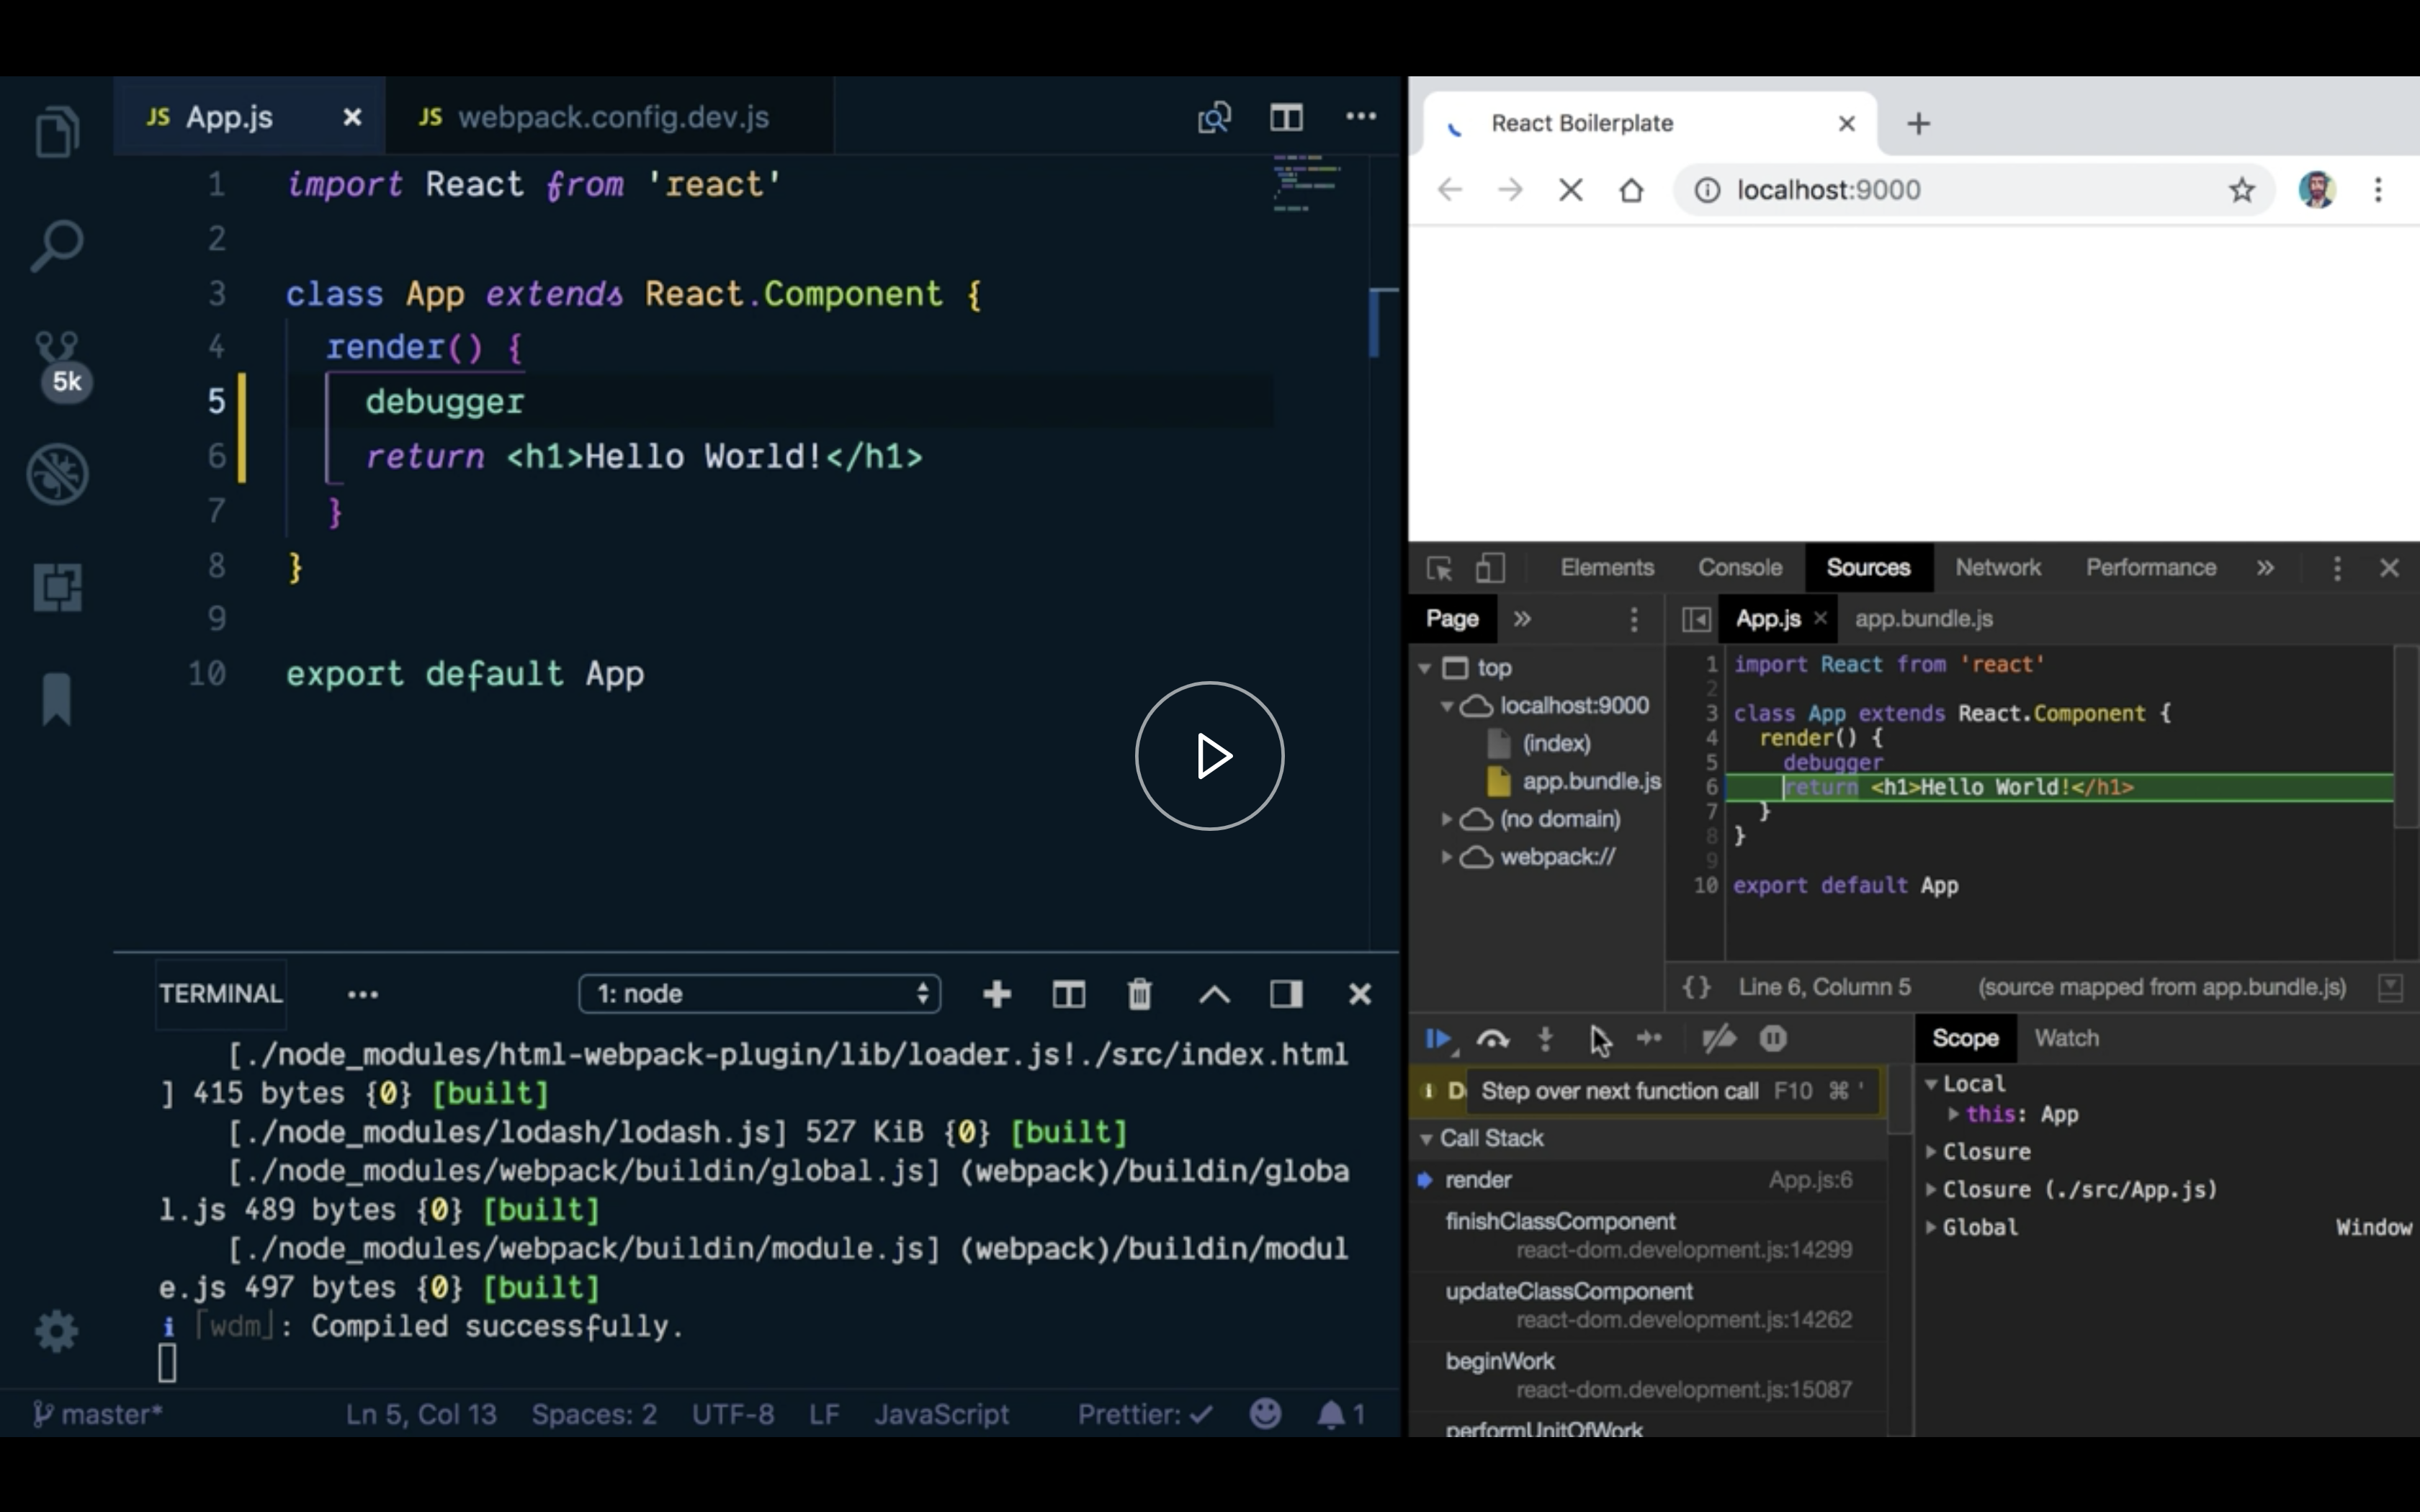 JS App.js ×
JS webpack.config.dev.js
1 import React from 'react'
2
3 class App extends React.Component {
4 render() {
5 debugger
6 return <h1>Hello World!</h1>
7 }
8 }
9
10 export default App
5k
TERMINAL ... 1: node
[./node_modules/html-webpack-plugin/lib/loader.js!./src/index.html
] 415 bytes {0} [built]
[./node_modules/lodash/lodash.js] 527 KiB {0} [built]
[./node_modules/webpack/buildin/global.js] (webpack)/buildin/globa
l.js 489 bytes {0} [built]
[./node_modules/webpack/buildin/module.js] (webpack)/buildin/modul
e.js 497 bytes {0} [built]
i ｢wdm｣: Compiled successfully.
master* Ln 5, Col 13 Spaces: 2 UTF-8 LF JavaScript Prettier: ✓ 1
React Boilerplate
localhost:9000
Elements Console Sources Network Performance »
Page »
App.js × app.bundle.js
top
localhost:9000
(index)
app.bundle.js
(no domain)
webpack://
1 import React from 'react'
2
3 class App extends React.Component {
4 render() {
5 debugger
6 return <h1>Hello World!</h1>
7 }
8 }
9
10 export default App
{} Line 6, Column 5 (source mapped from app.bundle.js)
D Step over next function call F10 ⌘ '
Call Stack
render App.js:6
finishClassComponent
react-dom.development.js:14299
updateClassComponent
react-dom.development.js:14262
beginWork
react-dom.development.js:15087
performUnitOfWork
Scope Watch
Local
this: App
Closure
Closure (./src/App.js)
Global Window